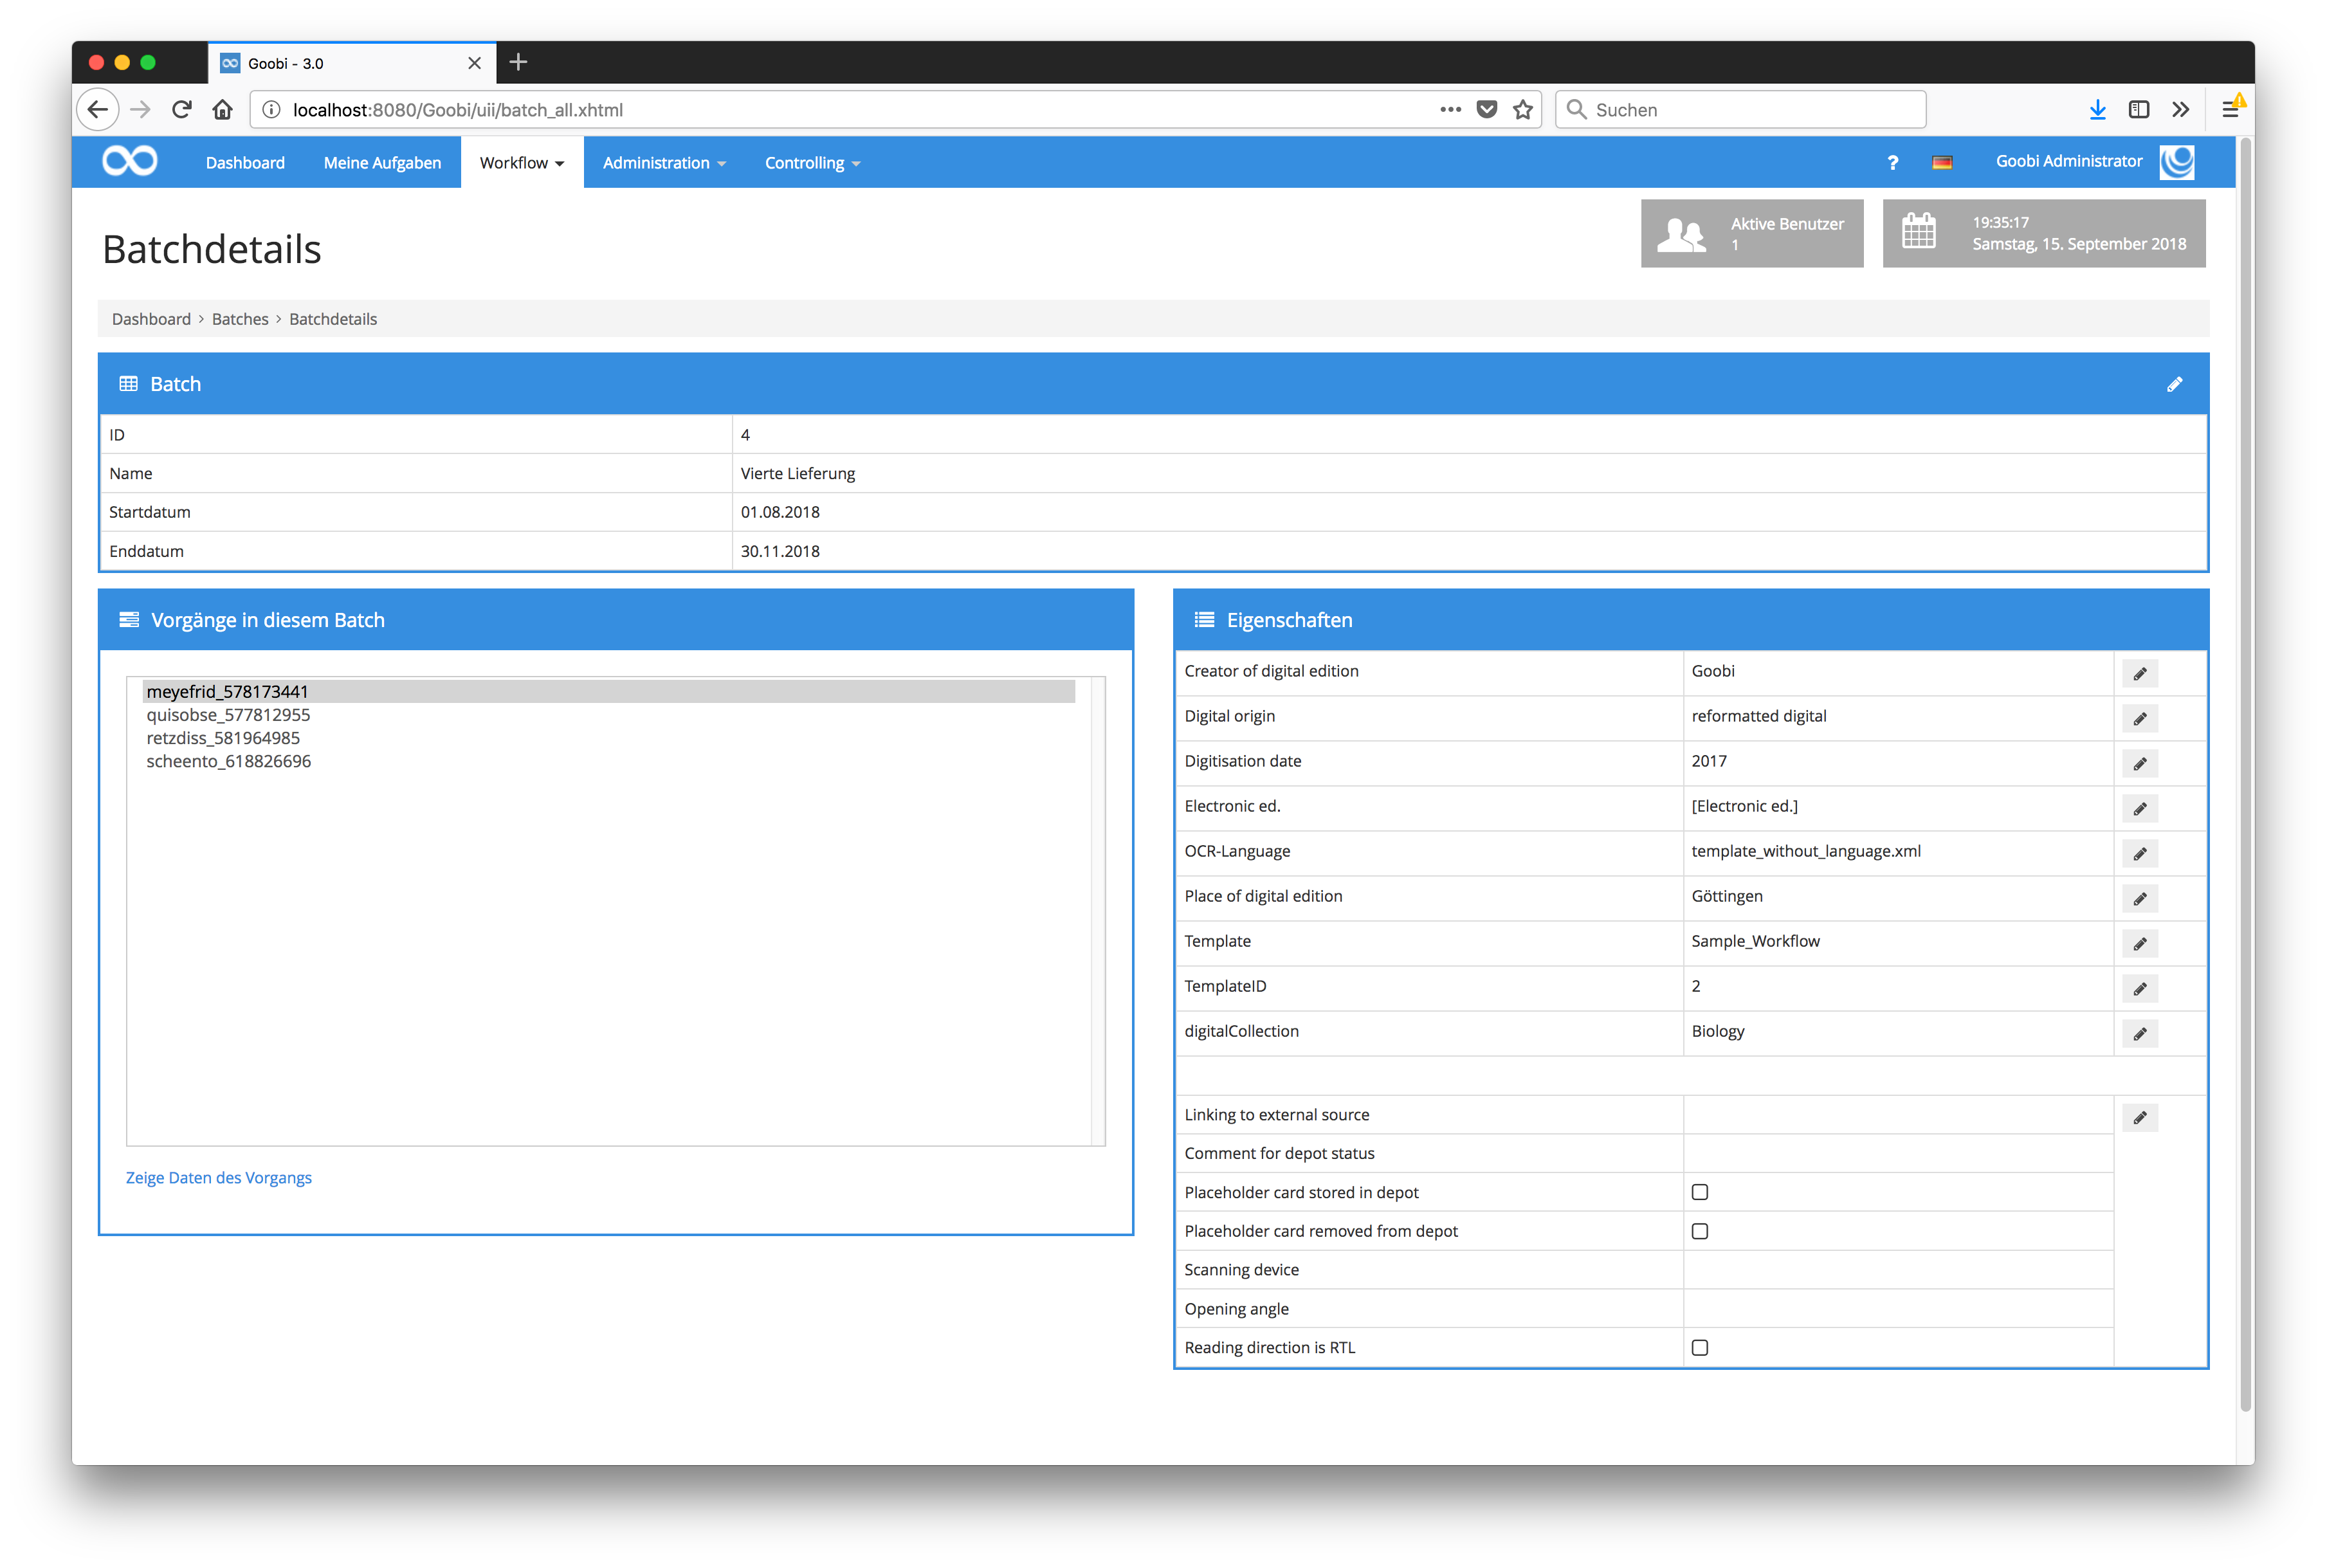 Goobi - 3.0
localhost:8080/Goobi/uii/batch_all.xhtml
Suchen
Dashboard Meine Aufgaben Workflow Administration Controlling ? Goobi Administrator
Batchdetails
Aktive Benutzer
1
19:35:17
Samstag, 15. September 2018
Dashboard > Batches > Batchdetails
Batch
ID 4
Name Vierte Lieferung
Startdatum 01.08.2018
Enddatum 30.11.2018
Vorgänge in diesem Batch
meyefrid_578173441
quisobse_577812955
retzdiss_581964985
scheento_618826696
Zeige Daten des Vorgangs
Eigenschaften
Creator of digital edition Goobi
Digital origin reformatted digital
Digitisation date 2017
Electronic ed. [Electronic ed.]
OCR-Language template_without_language.xml
Place of digital edition Göttingen
Template Sample_Workflow
TemplateID 2
digitalCollection Biology
Linking to external source
Comment for depot status
Placeholder card stored in depot
Placeholder card removed from depot
Scanning device
Opening angle
Reading direction is RTL